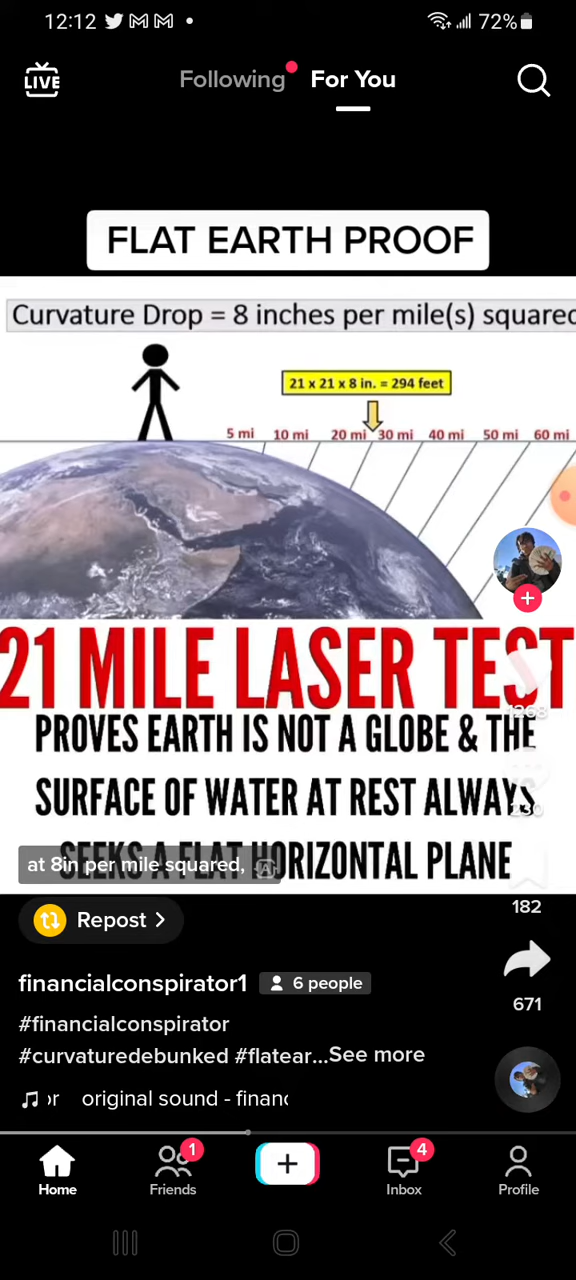 12:12 72%
LIVE Following For You
FLAT EARTH PROOF
Curvature Drop = 8 inches per mile(s) squared
21 x 21 x 8 in. = 294 feet
5 mi 10 mi 20 mi 30 mi 40 mi 50 mi 60 mi
21 MILE LASER TEST
PROVES EARTH IS NOT A GLOBE & THE
1268
SURFACE OF WATER AT REST ALWAYS
230
SEEKS A FLAT HORIZONTAL PLANE
at 8in per mile squared,
Repost
182
financialconspirator1 6 people
671
#financialconspirator
#curvaturedebunked #flatear...See more
or original sound - financ
1 4
Home Friends Inbox Profile